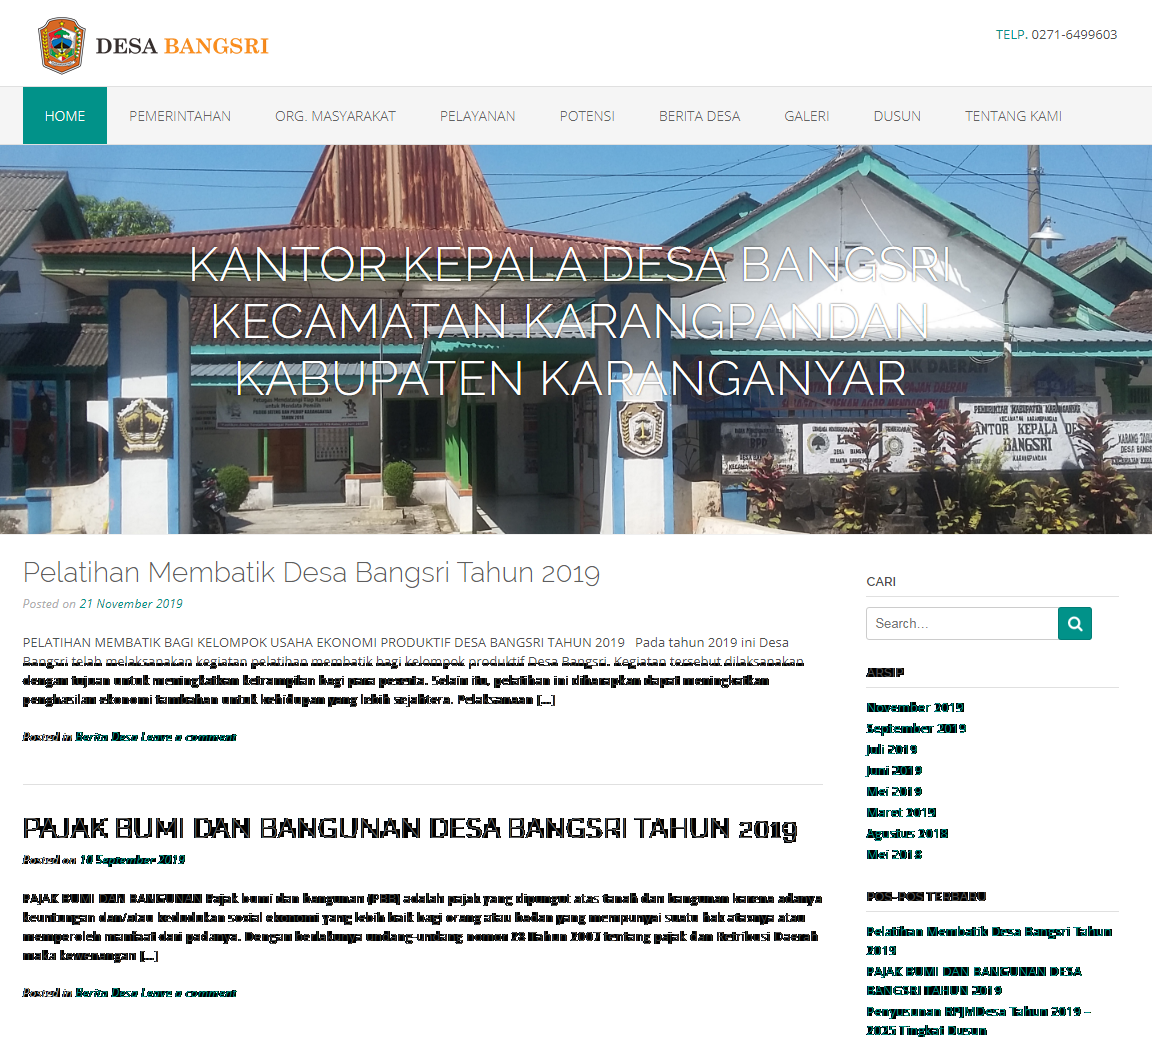 DESA BANGSRI
TELP. 0271-6499603
HOME PEMERINTAHAN ORG. MASYARAKAT PELAYANAN POTENSI BERITA DESA GALERI DUSUN TENTANG KAMI
KANTOR KEPALA DESA BANGSRI
KECAMATAN KARANGPANDAN
KABUPATEN KARANGANYAR
PEMERINTAH KABUPATEN KARANGANYAR
KANTOR KEPALA DES
BANGSRI
KARANGPANDAN
BPD
Pelatihan Membatik Desa Bangsri Tahun 2019
Posted on 21 November 2019
PELATIHAN MEMBATIK BAGI KELOMPOK USAHA EKONOMI PRODUKTIF DESA BANGSRI TAHUN 2019 Pada tahun 2019 ini Desa
Bangsri telah melaksanakan kegiatan pelatihan membatik bagi kelompok produktif Desa Bangsri. Kegiatan tersebut dilaksanakan
dengan tujuan untuk meningkatkan ketrampilan bagi para peserta. Selain itu, pelatihan ini diharapkan dapat meningkatkan
penghasilan ekonomi tambahan untuk kehidupan yang lebih sejahtera. Pelaksanaan [...]
Posted in Berita Desa Leave a comment
PAJAK BUMI DAN BANGUNAN DESA BANGSRI TAHUN 2019
Posted on 10 September 2019
PAJAK BUMI DAN BANGUNAN Pajak bumi dan bangunan (PBB) adalah pajak yang dipungut atas tanah dan bangunan karena adanya
keuntungan dan/atau kedudukan sosial ekonomi yang lebih baik bagi orang atau badan yang mempunyai suatu hak atasnya atau
memperoleh manfaat dari padanya. Dengan berlakunya undang-undang nomor 28 tahun 2007 tentang pajak dan Retribusi Daerah
maka kewenangan [...]
Posted in Berita Desa Leave a comment
CARI
Search...
ARSIP
November 2019
September 2019
Juli 2019
Juni 2019
Mei 2019
Maret 2019
Agustus 2018
Mei 2018
POS-POS TERBARU
Pelatihan Membatik Desa Bangsri Tahun
2019
PAJAK BUMI DAN BANGUNAN DESA
BANGSRI TAHUN 2019
Penyusunan RPJMDesa Tahun 2019 –
2025 Tingkat Dusun